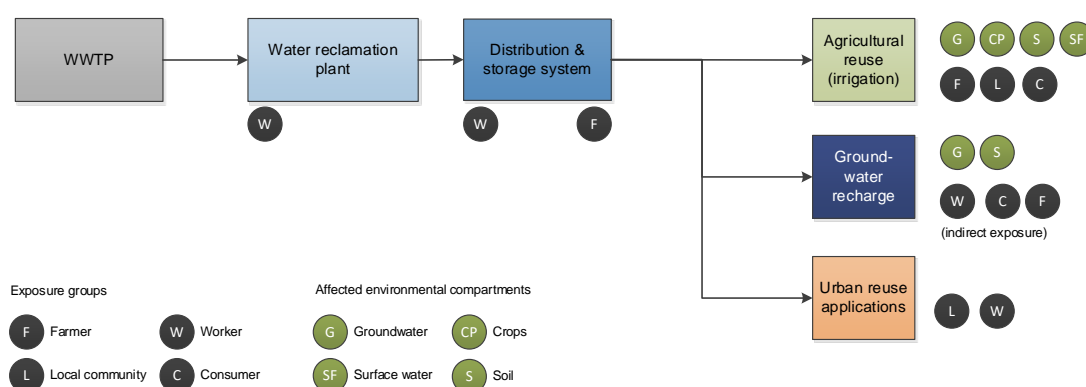 WWTP
Water reclamation
plant
Distribution &
storage system
Agricultural
reuse
(irrigation)
G CP S SF
F L C
W
W F
Ground-
water
recharge
G S
W C F
(indirect exposure)
Urban reuse
applications
L W
Exposure groups
F Farmer W Worker
L Local community C Consumer
Affected environmental compartments
G Groundwater CP Crops
SF Surface water S Soil